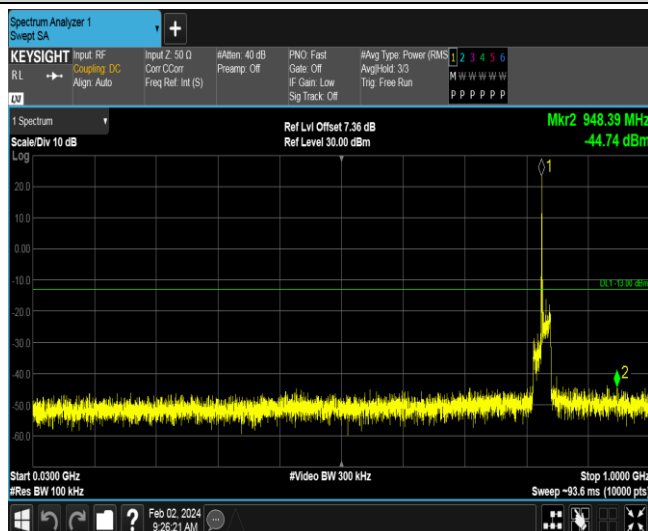 Spectrum Analyzer 1
Swept SA
KEYSIGHT
RL
LXI
Input: RF
Coupling: DC
Align: Auto
Input Z: 50 Ω
Corr CCorr
Freq Ref: Int (S)
#Atten: 40 dB
Preamp: Off
PNO: Fast
Gate: Off
IF Gain: Low
Sig Track: Off
#Avg Type: Power (RMS
Avg|Hold: 3/3
Trig: Free Run
1 2 3 4 5 6
M W W W W W
P P P P P P
1 Spectrum
Scale/Div 10 dB
Ref Lvl Offset 7.36 dB
Ref Level 30.00 dBm
Mkr2 948.39 MHz
-44.74 dBm
Log
1
20.0
10.0
0.00
-10.0
DL1 -13.00 dBm
-20.0
-30.0
-40.0
2
-50.0
-60.0
Start 0.0300 GHz
#Video BW 300 kHz
Stop 1.0000 GHz
#Res BW 100 kHz
Sweep ~93.6 ms (10000 pts)
?
Feb 02, 2024
9:26:21 AM